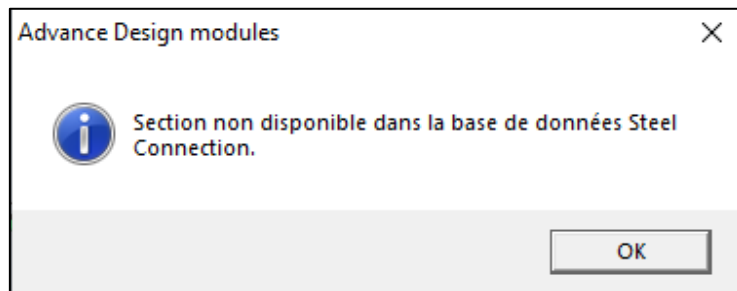 Advance Design modules
Section non disponible dans la base de données Steel
Connection.
OK